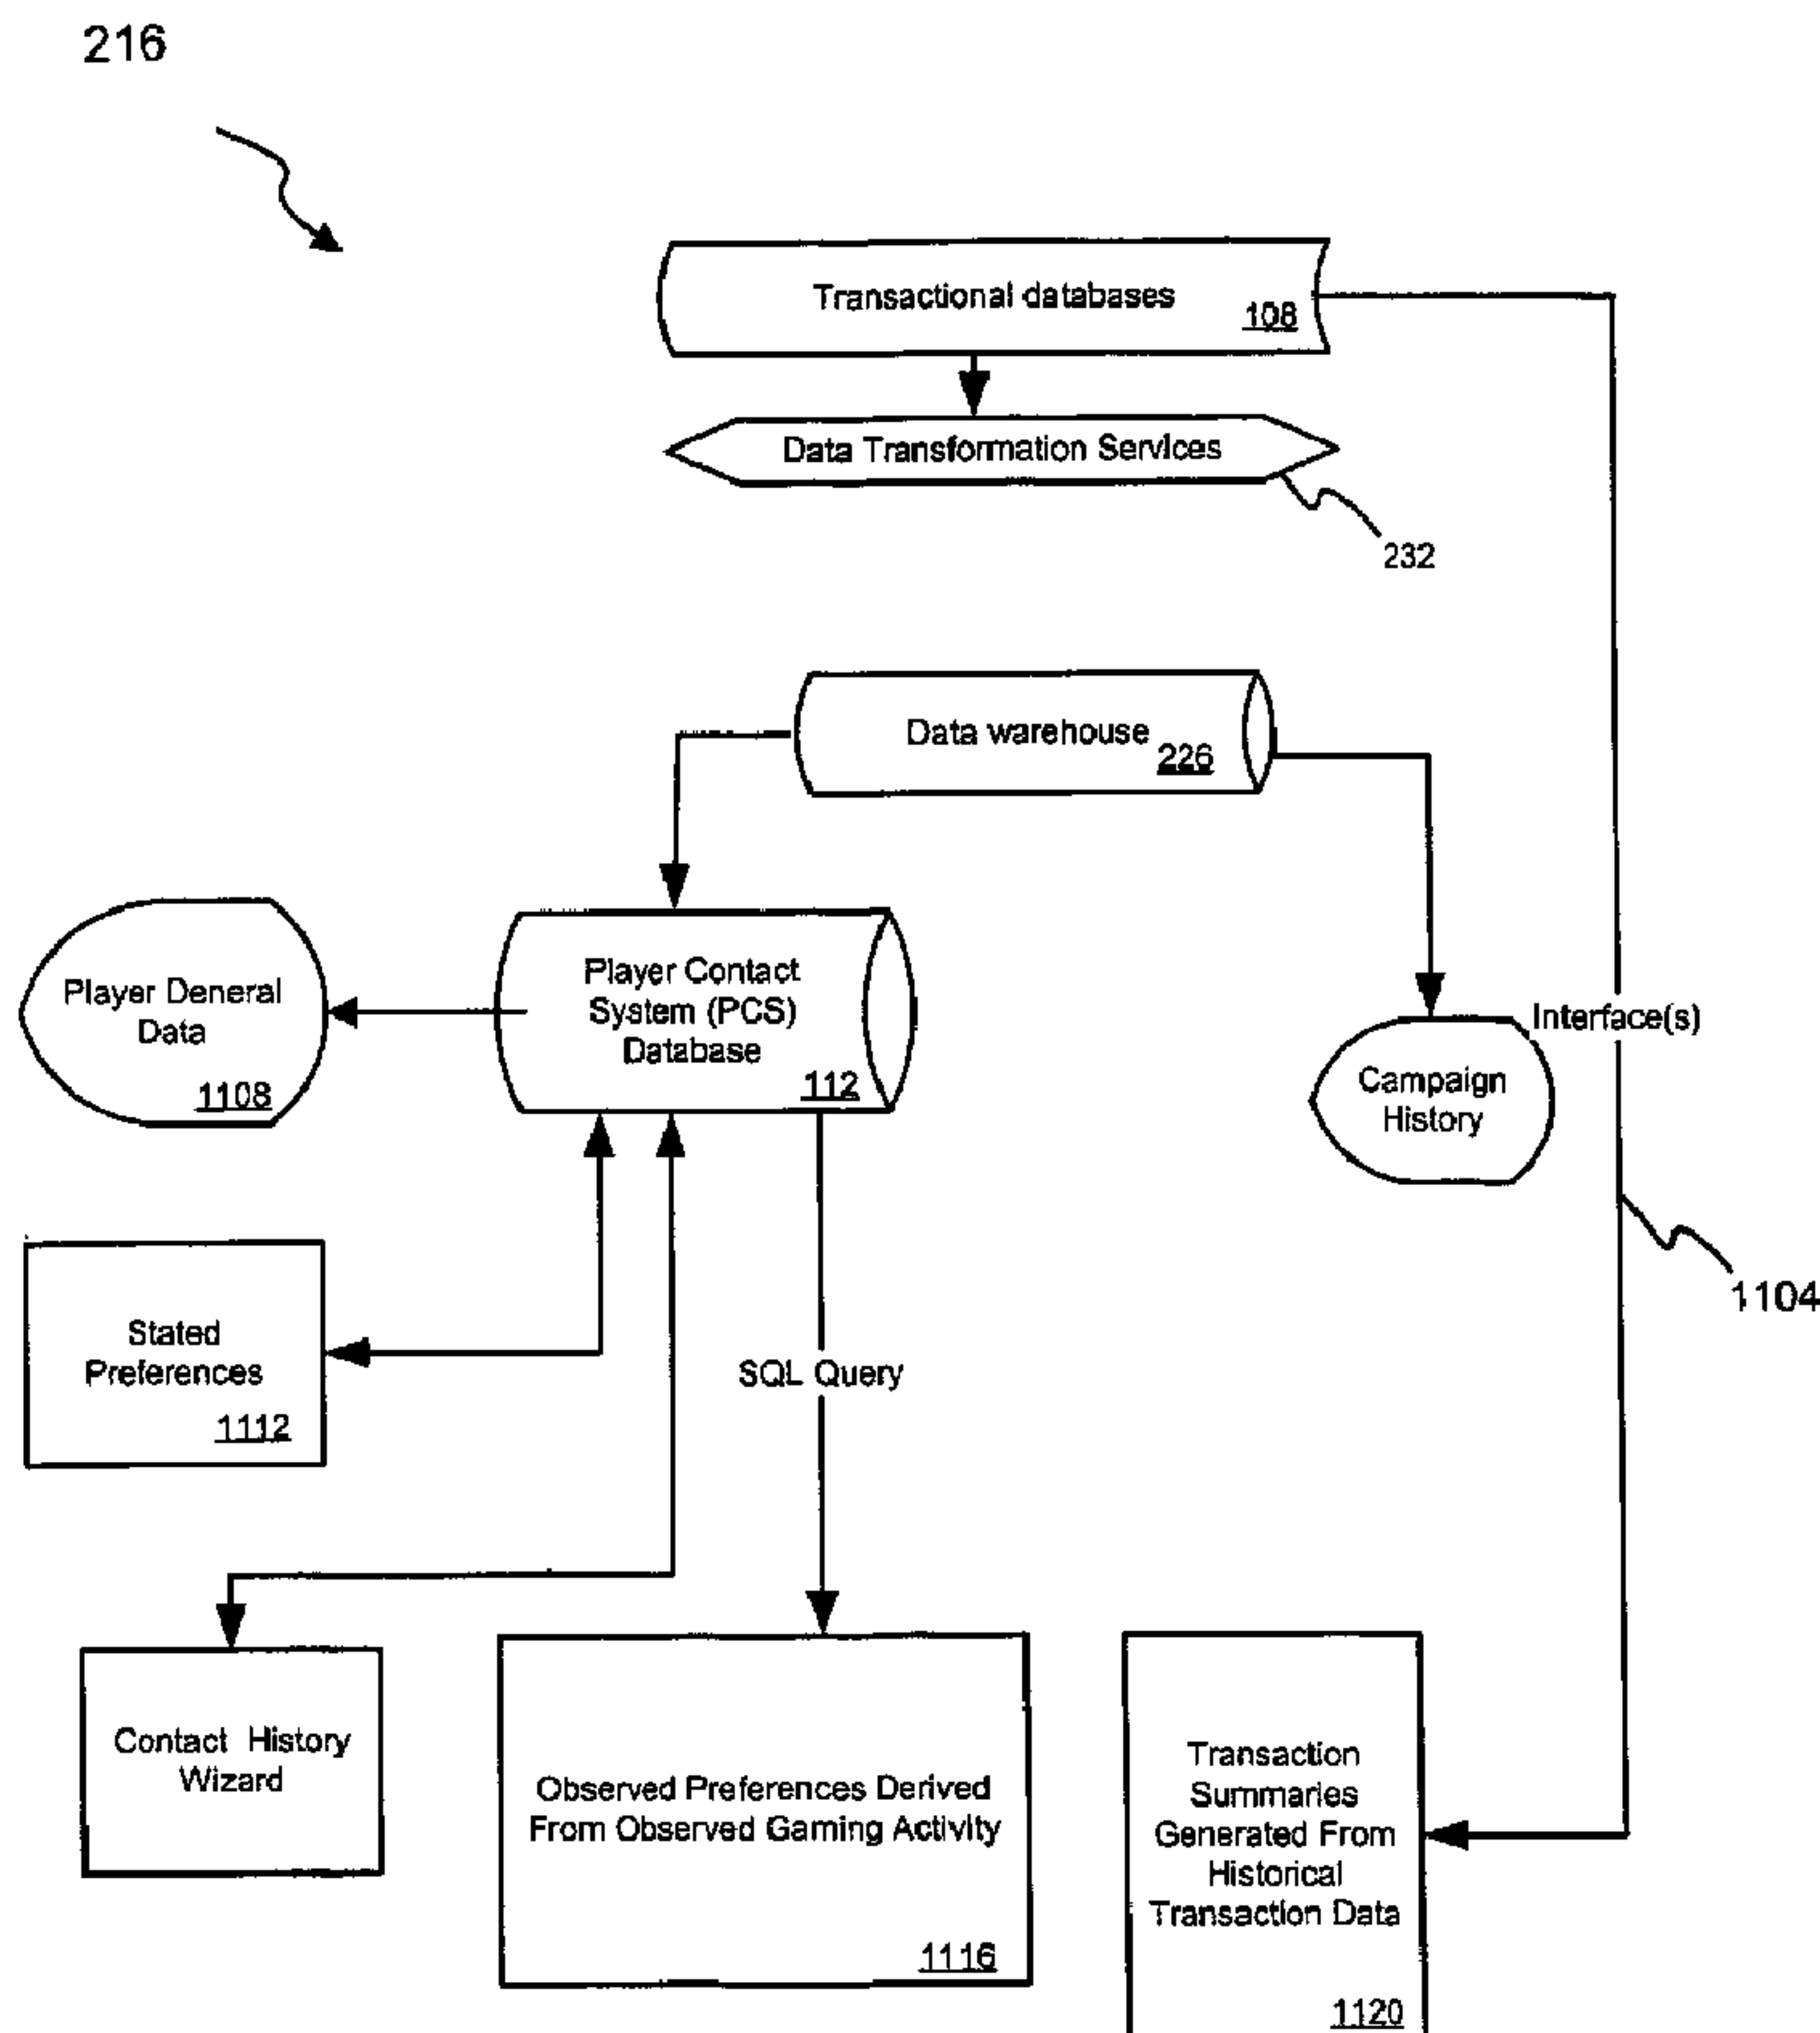 216
Transactional databases
108
Data Transformation Services
232
Data warehouse
226
Player Deneral
Data
1108
Player Contact
System (PCS)
Database
112
Interface(s)
Campaign
History
1104
Stated
Preferences
1112
SQL Query
Contact History
Wizard
Observed Preferences Derived
From Observed Gaming Activity
1116
Transaction
Summaries
Generated From
Historical
Transaction Data
1120